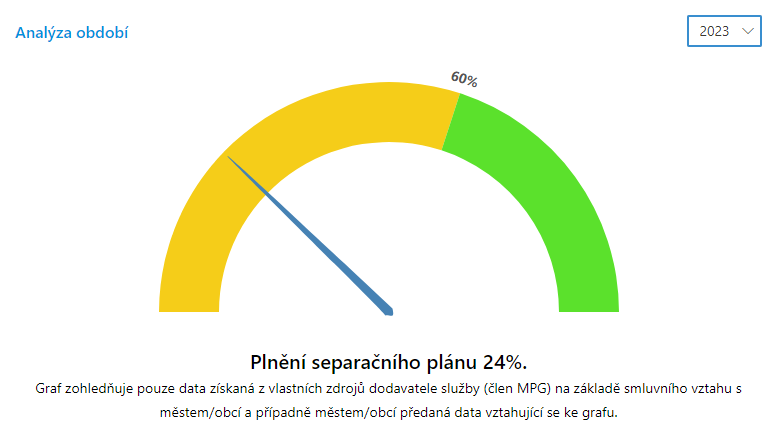 Analýza období
2023
60%
Plnění separačního plánu 24%.
Graf zohledňuje pouze data získaná z vlastních zdrojů dodavatele služby (člen MPG) na základě smluvního vztahu s
městem/obcí a případně městem/obcí předaná data vztahující se ke grafu.